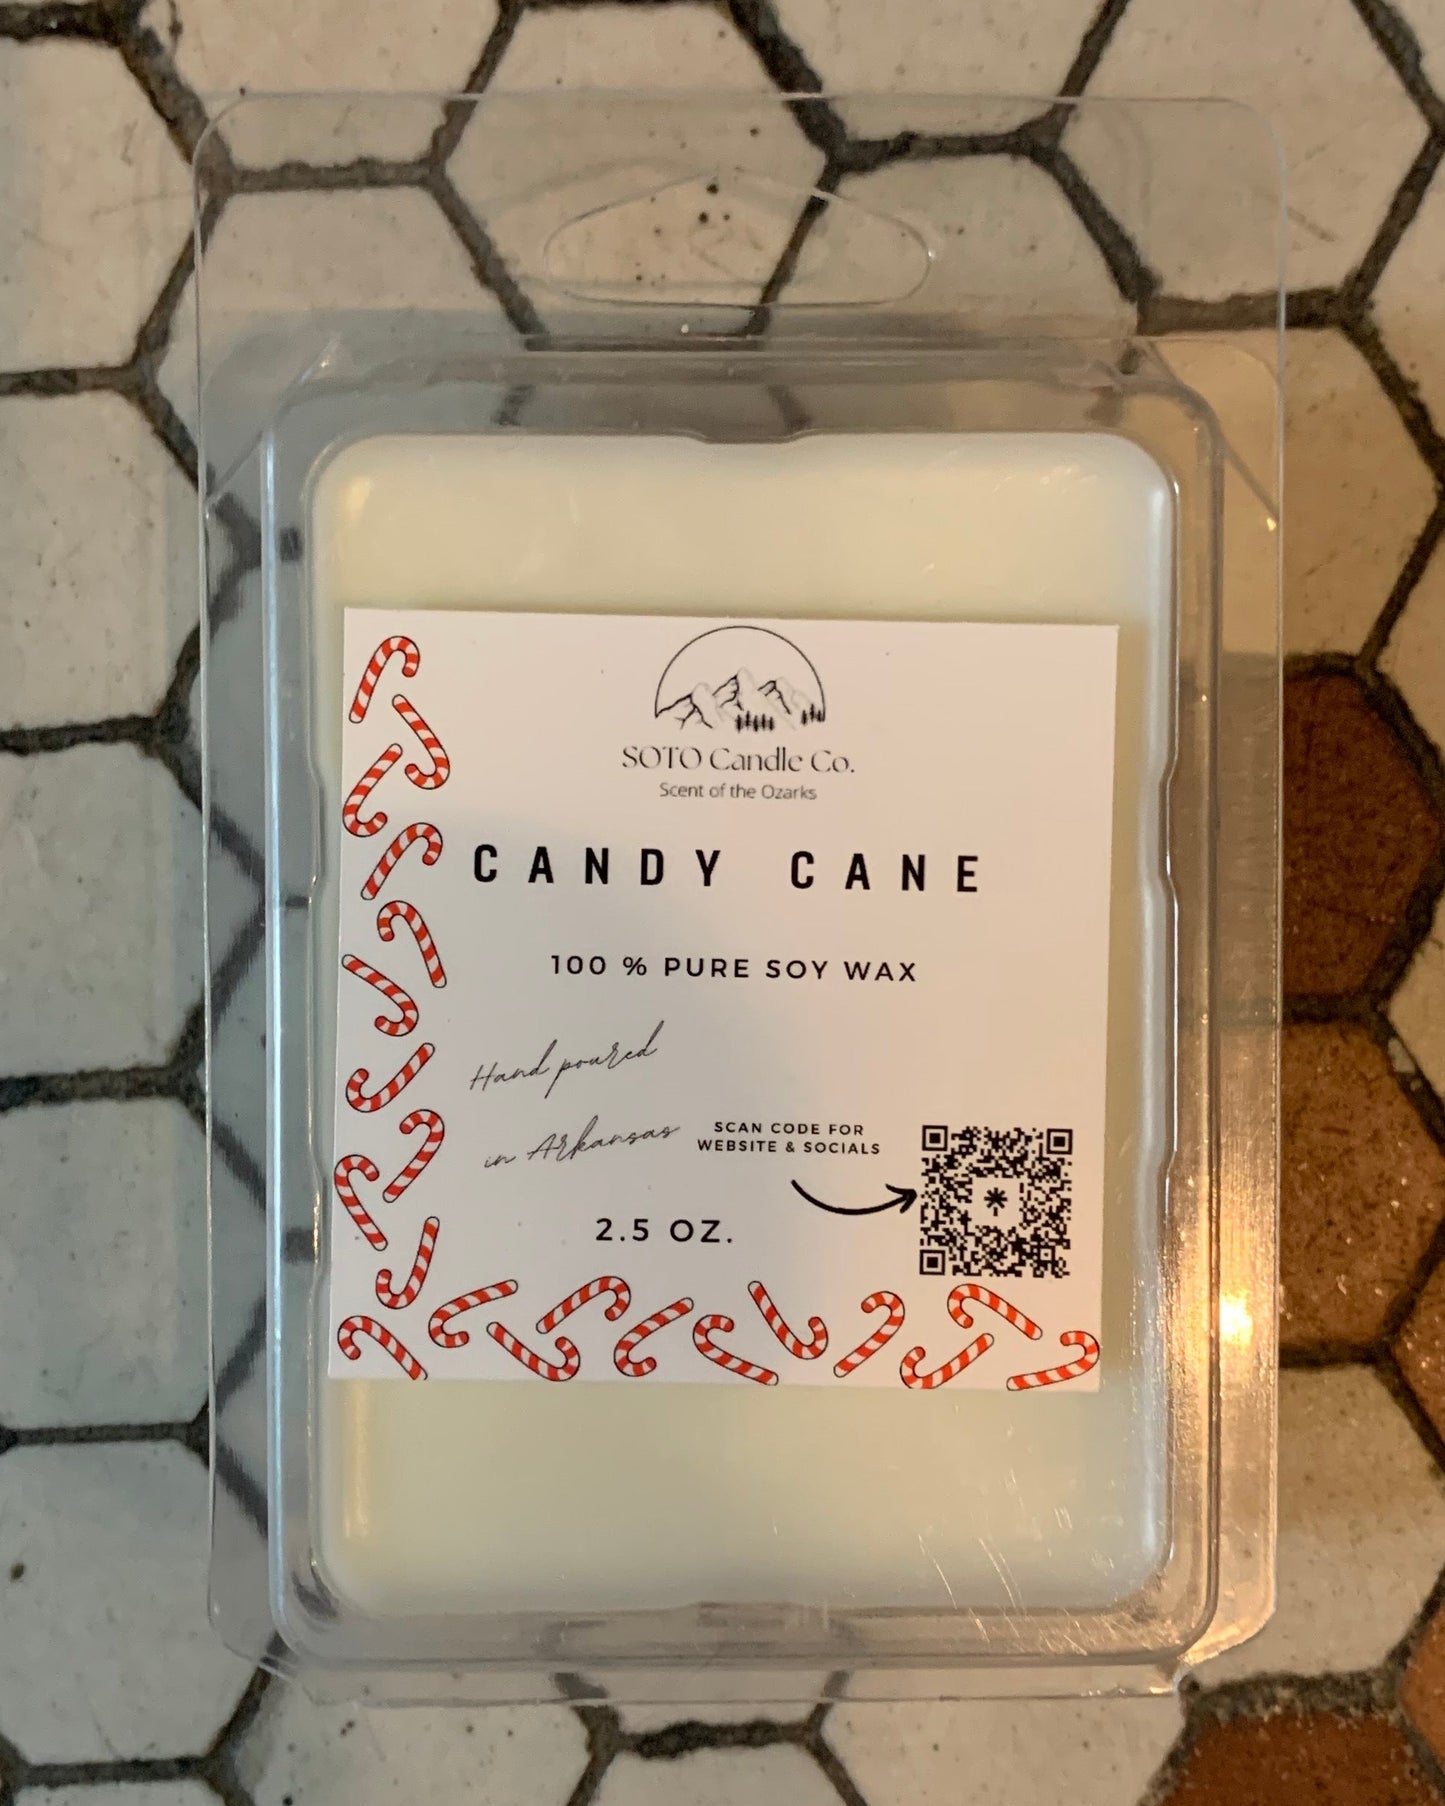 SOTO Candle Co.
Scent of the Ozarks
CANDY CANE
100 % PURE SOY WAX
Hand poured
in Arkansas
SCAN CODE FOR
WEBSITE & SOCIALS
2.5 OZ.